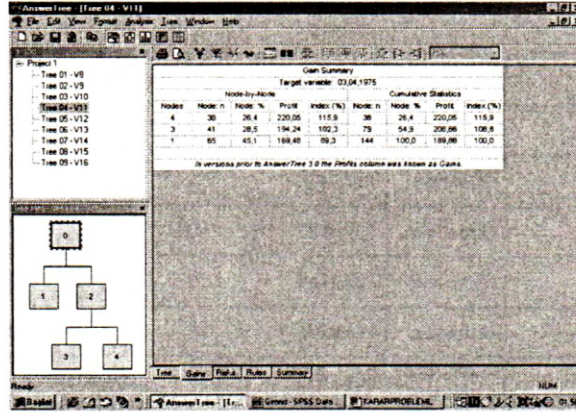 AnswerTree - [Tree 04 - V11]
File Edit View Format Analysis Tree Window Help
Project 1
Tree 01 - V8
Tree 02 - V9
Tree 03 - V10
Tree 04 - V11
Tree 05 - V12
Tree 06 - V13
Tree 07 - V14
Tree 08 - V15
Tree 09 - V16
Gain Summary
Target variable: 03,04,1975
Node-by-Node Cumulative Statistics
Nodes Node: n Node: % Profit Index (%) Node: n Node: % Profit Index (%)
4 38 26,4 220,05 115,9 38 26,4 220,05 115,9
3 41 28,5 194,24 102,3 79 54,9 206,66 108,8
1 65 45,1 169,48 89,3 144 100,0 189,88 100,0
In versions prior to AnswerTree 3.0 the Profits column was known as Gains.
0
1 2
3 4
Tree Gains Risks Rules Summary
Ready NUM
Başlat AnswerTree - [Tr... - SPSS Data KARARPROBLEML